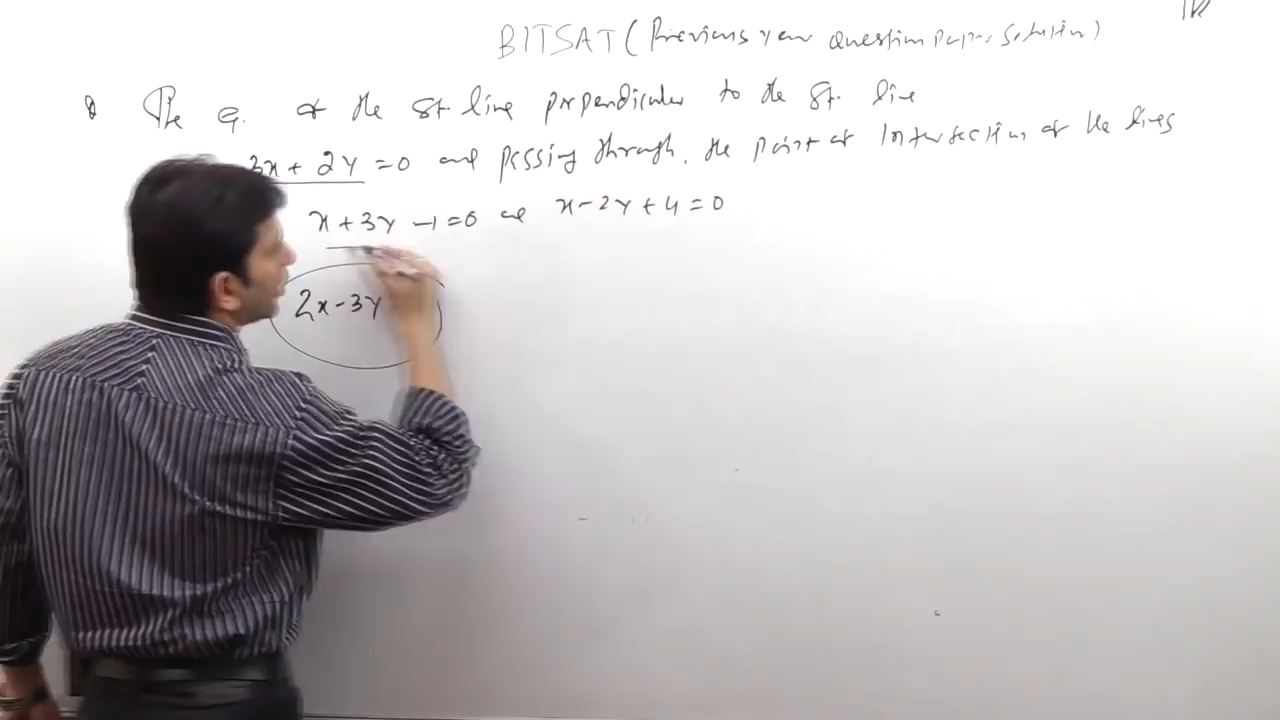 BITSAT (Previous year question paper solution)
Q The Eq. of the St. line perpendicular to the St. line
3x + 2y = 0 and passing through the point of intersection of the lines
x + 3y - 1 = 0 and x - 2y + 4 = 0
2x - 3y